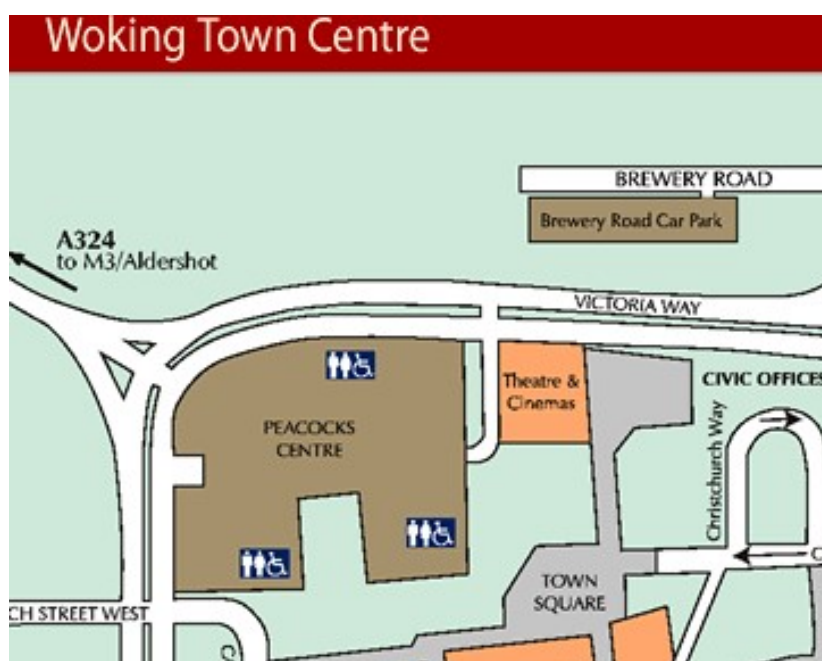 Woking Town Centre
BREWERY ROAD
Brewery Road Car Park
A324
to M3/Aldershot
VICTORIA WAY
Theatre &
Cinemas
CIVIC OFFICES
PEACOCKS
CENTRE
Christchurch Way
TOWN
SQUARE
CH STREET WEST